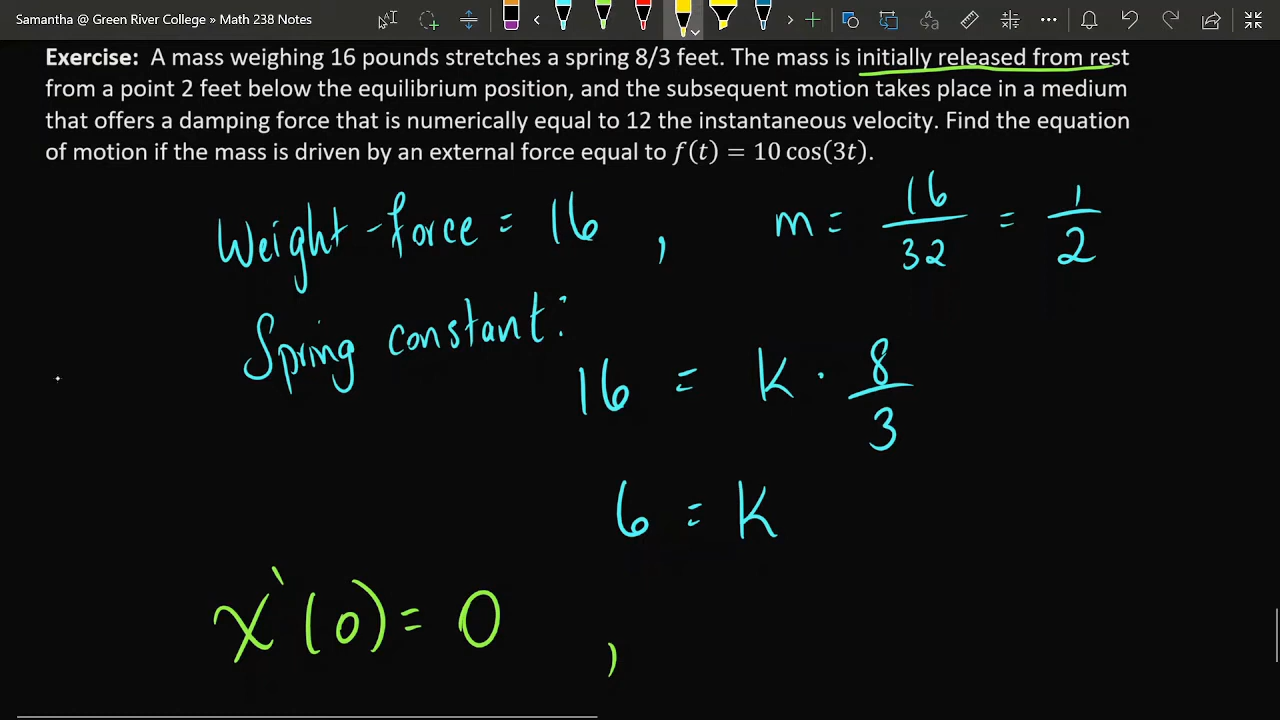 Samantha @ Green River College » Math 238 Notes
Exercise: A mass weighing 16 pounds stretches a spring 8/3 feet. The mass is initially released from rest
from a point 2 feet below the equilibrium position, and the subsequent motion takes place in a medium
that offers a damping force that is numerically equal to 12 the instantaneous velocity. Find the equation
of motion if the mass is driven by an external force equal to f(t) = 10 cos(3t).
Weight-force = 16 , m = 16/32 = 1/2
Spring constant:
16 = K · 8/3
6 = K
x'(0) = 0 ,